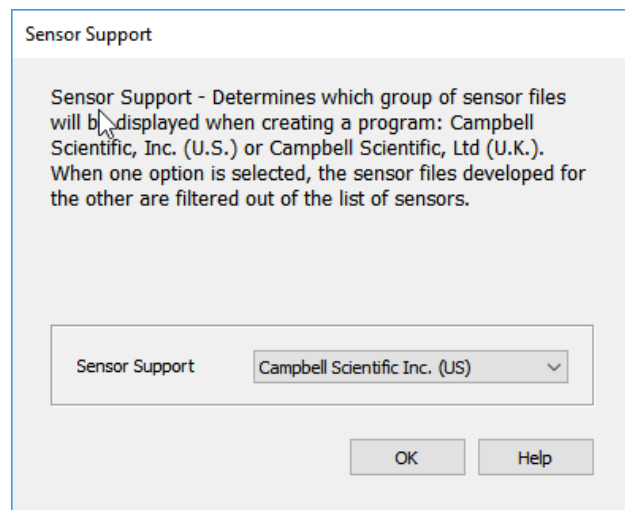 Sensor Support
Sensor Support - Determines which group of sensor files
will be displayed when creating a program: Campbell
Scientific, Inc. (U.S.) or Campbell Scientific, Ltd (U.K.).
When one option is selected, the sensor files developed for
the other are filtered out of the list of sensors.
Sensor Support
Campbell Scientific Inc. (US)
OK
Help